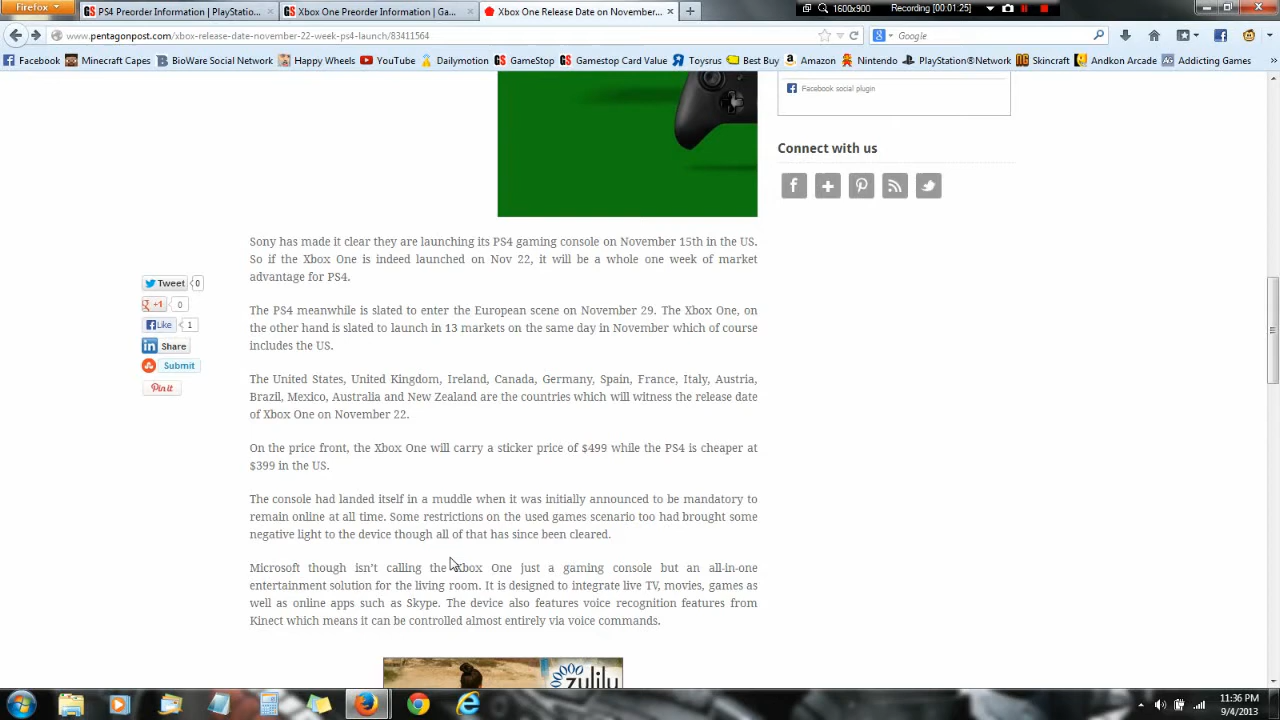 Firefox
PS4 Preorder Information | PlayStation...
Xbox One Preorder Information | Ga...
Xbox One Release Date on November...
1600x900
Recording [00:01:25]
www.pentagonpost.com/xbox-release-date-november-22-week-ps4-launch/83411564
Google
Facebook Minecraft Capes BioWare Social Network Happy Wheels YouTube Dailymotion GameStop Gamestop Card Value Toysrus Best Buy Amazon Nintendo PlayStation®Network Skincraft Andkon Arcade Addicting Games
Facebook social plugin
Connect with us
Sony has made it clear they are launching its PS4 gaming console on November 15th in the US.
So if the Xbox One is indeed launched on Nov 22, it will be a whole one week of market
advantage for PS4.
Tweet 0
+1 0
Like 1
Share
Submit
Pin it
The PS4 meanwhile is slated to enter the European scene on November 29. The Xbox One, on
the other hand is slated to launch in 13 markets on the same day in November which of course
includes the US.
The United States, United Kingdom, Ireland, Canada, Germany, Spain, France, Italy, Austria,
Brazil, Mexico, Australia and New Zealand are the countries which will witness the release date
of Xbox One on November 22.
On the price front, the Xbox One will carry a sticker price of $499 while the PS4 is cheaper at
$399 in the US.
The console had landed itself in a muddle when it was initially announced to be mandatory to
remain online at all time. Some restrictions on the used games scenario too had brought some
negative light to the device though all of that has since been cleared.
Microsoft though isn't calling the Xbox One just a gaming console but an all-in-one
entertainment solution for the living room. It is designed to integrate live TV, movies, games as
well as online apps such as Skype. The device also features voice recognition features from
Kinect which means it can be controlled almost entirely via voice commands.
zulily
11:36 PM
9/4/2013